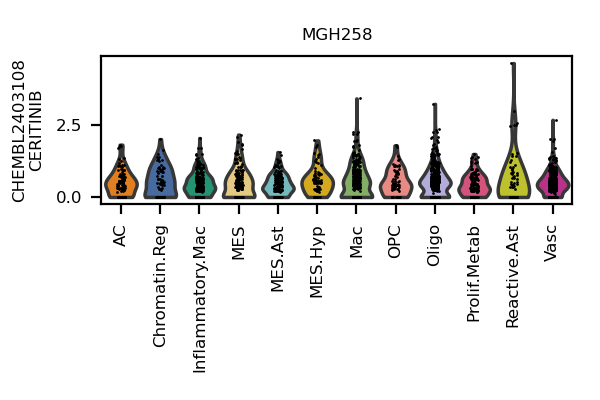 MGH258
CHEMBL2403108
CERITINIB
2.5
0.0
AC
Chromatin.Reg
Inflammatory.Mac
MES
MES.Ast
MES.Hyp
Mac
OPC
Oligo
Prolif.Metab
Reactive.Ast
Vasc